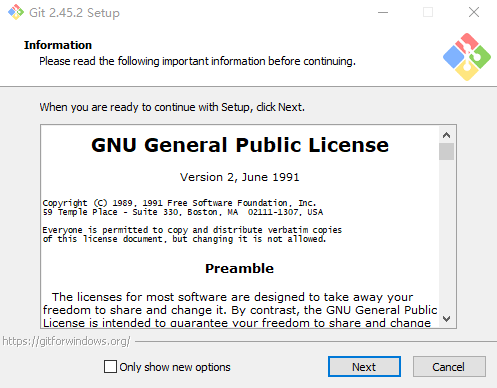 Git 2.45.2 Setup
Information
Please read the following important information before continuing.
When you are ready to continue with Setup, click Next.
GNU General Public License
Version 2, June 1991
Copyright (C) 1989, 1991 Free Software Foundation, Inc.
59 Temple Place - Suite 330, Boston, MA  02111-1307, USA
Everyone is permitted to copy and distribute verbatim copies
of this license document, but changing it is not allowed.
Preamble
The licenses for most software are designed to take away your
freedom to share and change it. By contrast, the GNU General Public
License is intended to guarantee your freedom to share and change
https://gitforwindows.org/
Only show new options
Next
Cancel